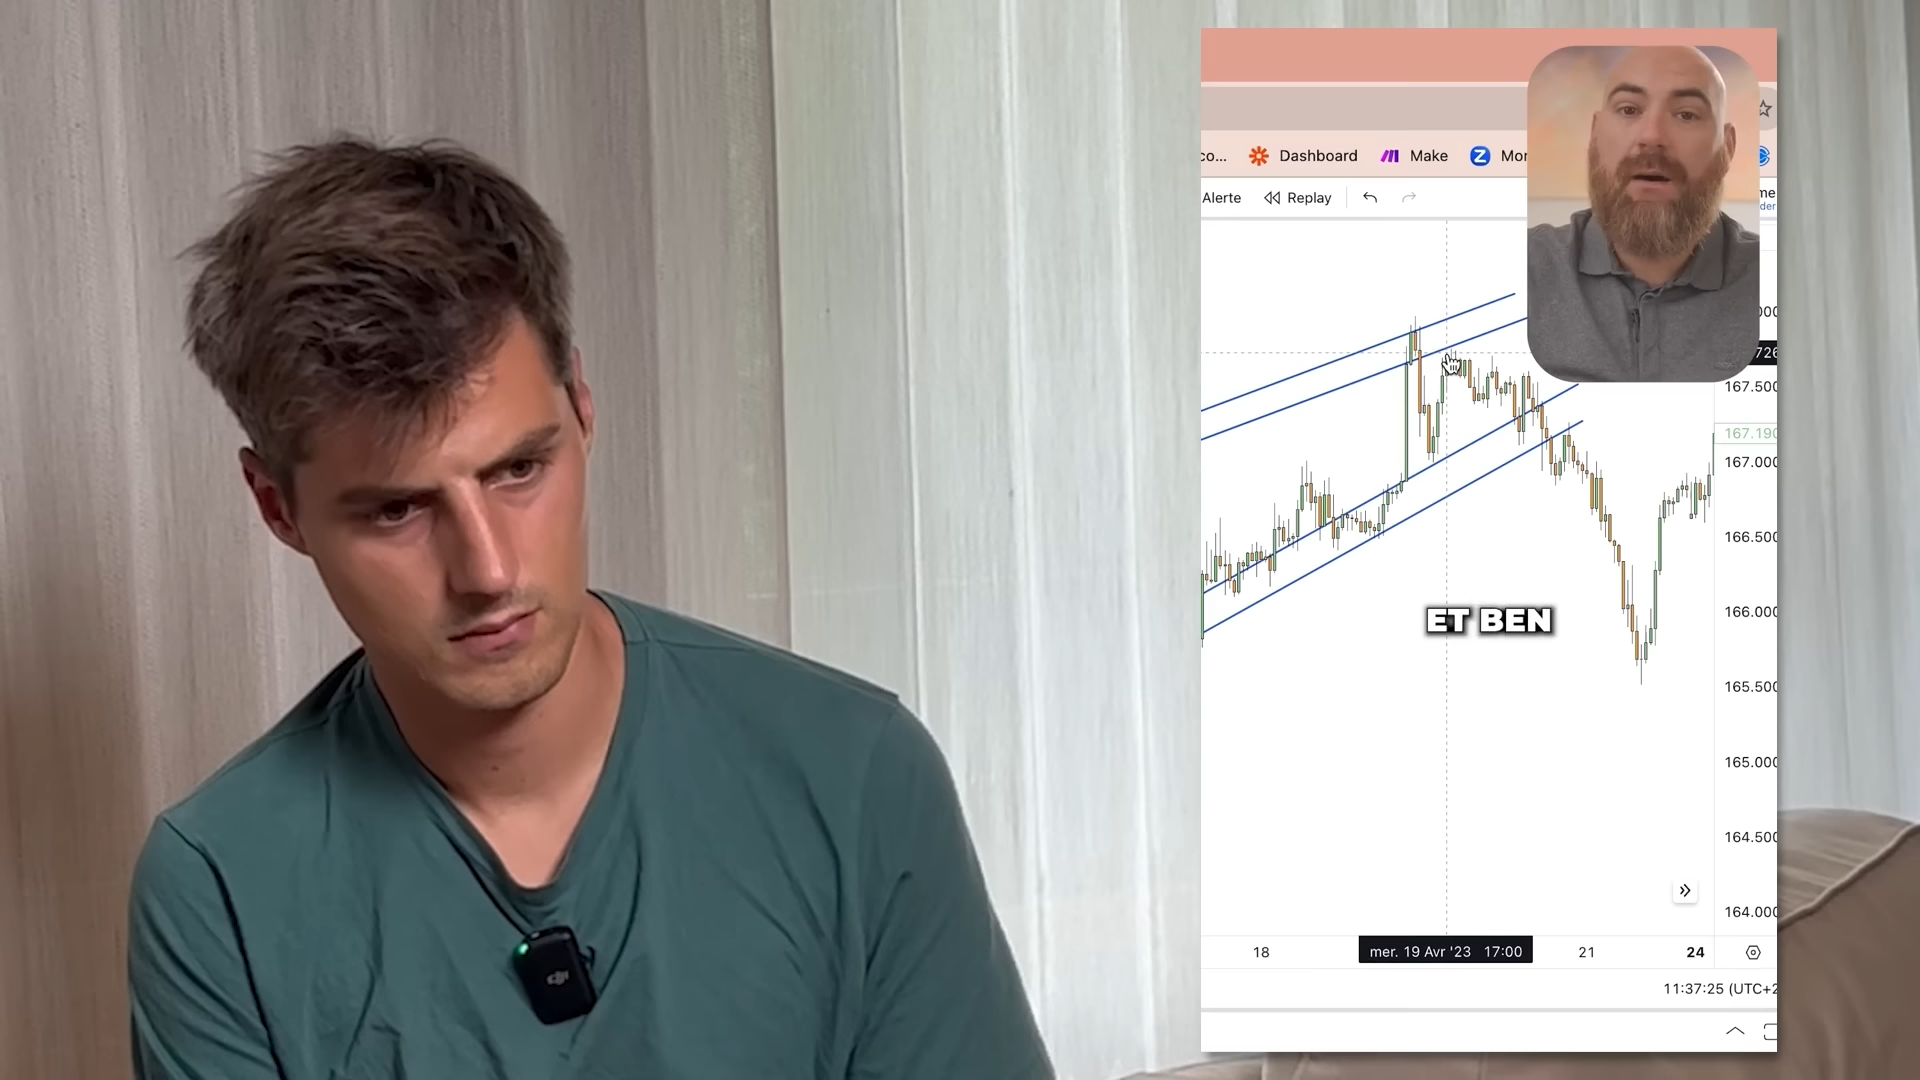 co... Dashboard Make Mor
Alerte Replay
726
167.500
167.190
167.000
166.500
ET BEN
166.000
165.500
165.000
164.500
164.000
18 mer. 19 Avr '23 17:00 21 24
11:37:25 (UTC+2
dji